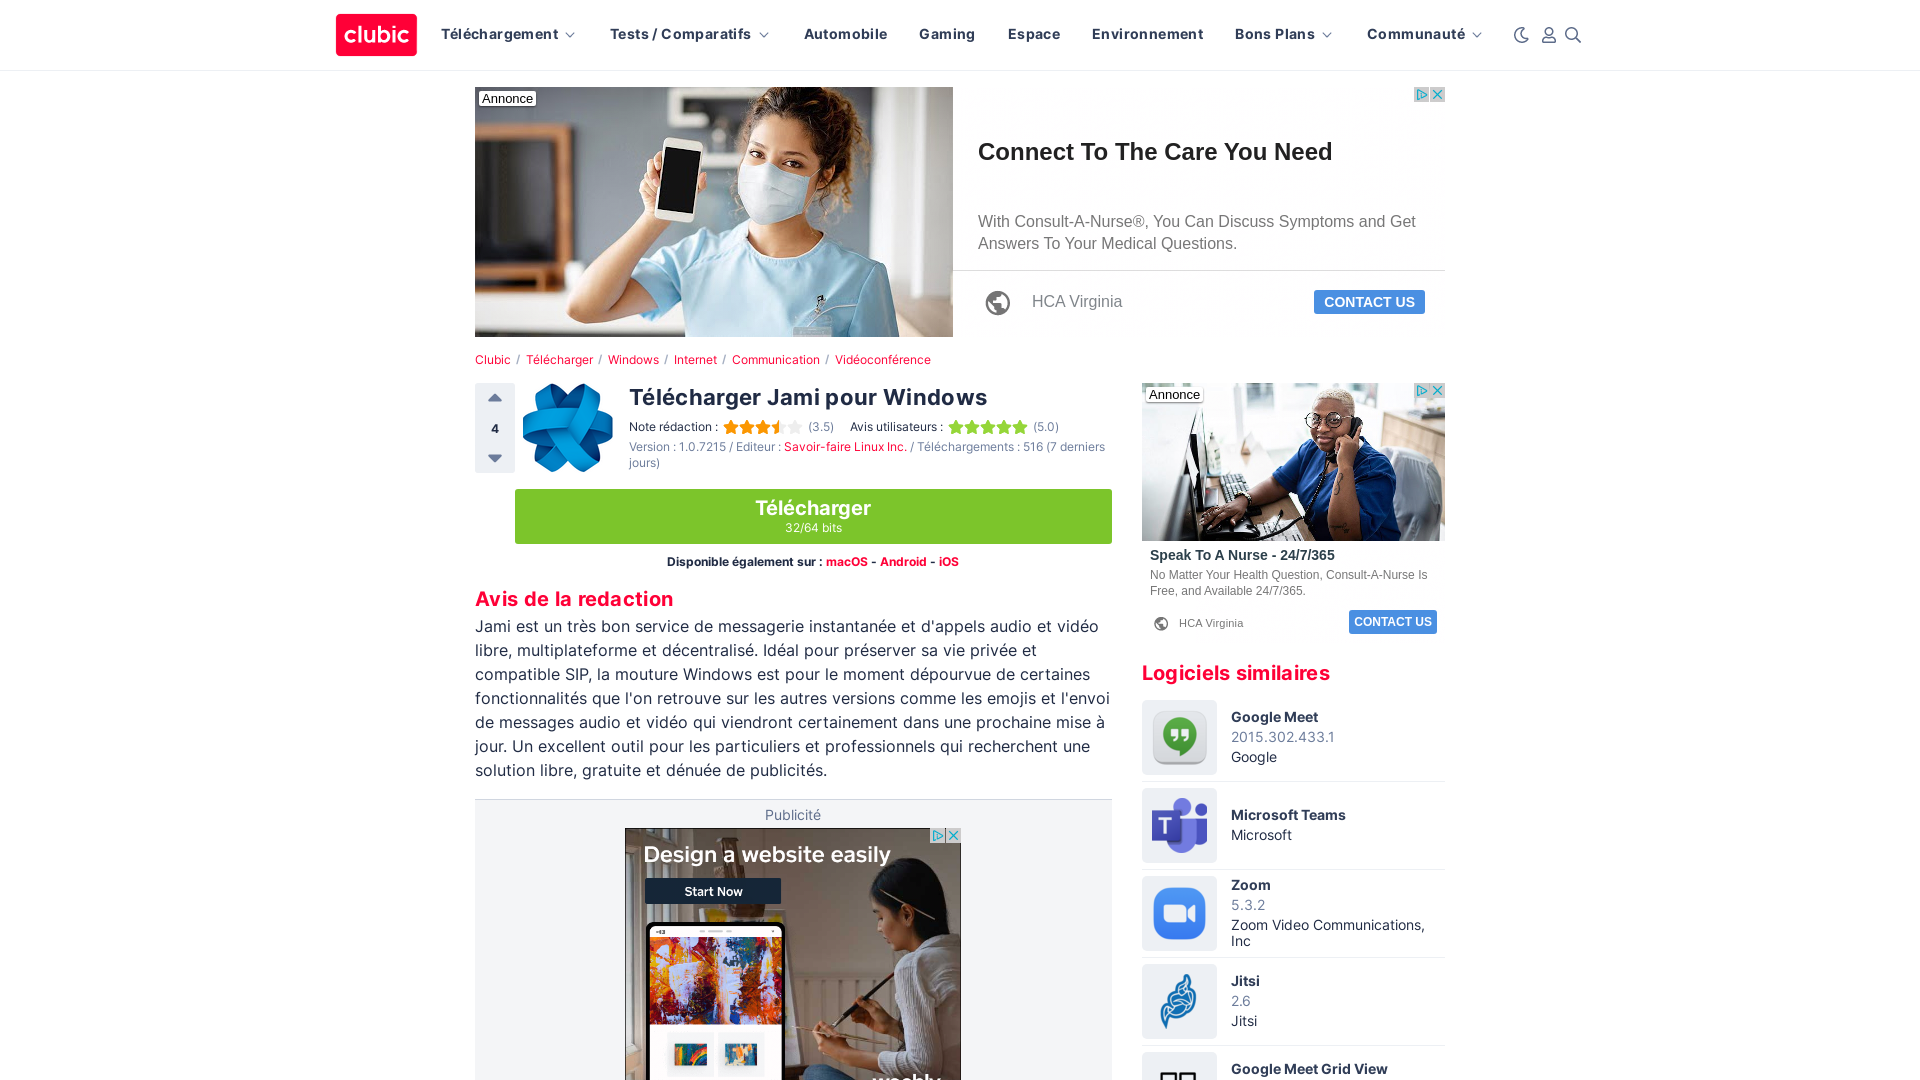 clubic
Téléchargement
Tests / Comparatifs
Automobile
Gaming
Espace
Environnement
Bons Plans
Communauté
Annonce
Connect To The Care You Need
With Consult-A-Nurse®, You Can Discuss Symptoms and Get
Answers To Your Medical Questions.
HCA Virginia
CONTACT US
Clubic / Télécharger / Windows / Internet / Communication / Vidéoconférence
4
Télécharger Jami pour Windows
Note rédaction : (3.5) Avis utilisateurs : (5.0)
Version : 1.0.7215 / Editeur : Savoir-faire Linux Inc. / Téléchargements : 516 (7 derniers
jours)
Télécharger
32/64 bits
Disponible également sur : macOS - Android - iOS
Avis de la redaction
Jami est un très bon service de messagerie instantanée et d'appels audio et vidéo
libre, multiplateforme et décentralisé. Idéal pour préserver sa vie privée et
compatible SIP, la mouture Windows est pour le moment dépourvue de certaines
fonctionnalités que l'on retrouve sur les autres versions comme les emojis et l'envoi
de messages audio et vidéo qui viendront certainement dans une prochaine mise à
jour. Un excellent outil pour les particuliers et professionnels qui recherchent une
solution libre, gratuite et dénuée de publicités.
Publicité
Design a website easily
Start Now
weebly
Annonce
Speak To A Nurse - 24/7/365
No Matter Your Health Question, Consult-A-Nurse Is
Free, and Available 24/7/365.
HCA Virginia
CONTACT US
Logiciels similaires
Google Meet
2015.302.433.1
Google
Microsoft Teams
Microsoft
Zoom
5.3.2
Zoom Video Communications,
Inc
Jitsi
2.6
Jitsi
Google Meet Grid View